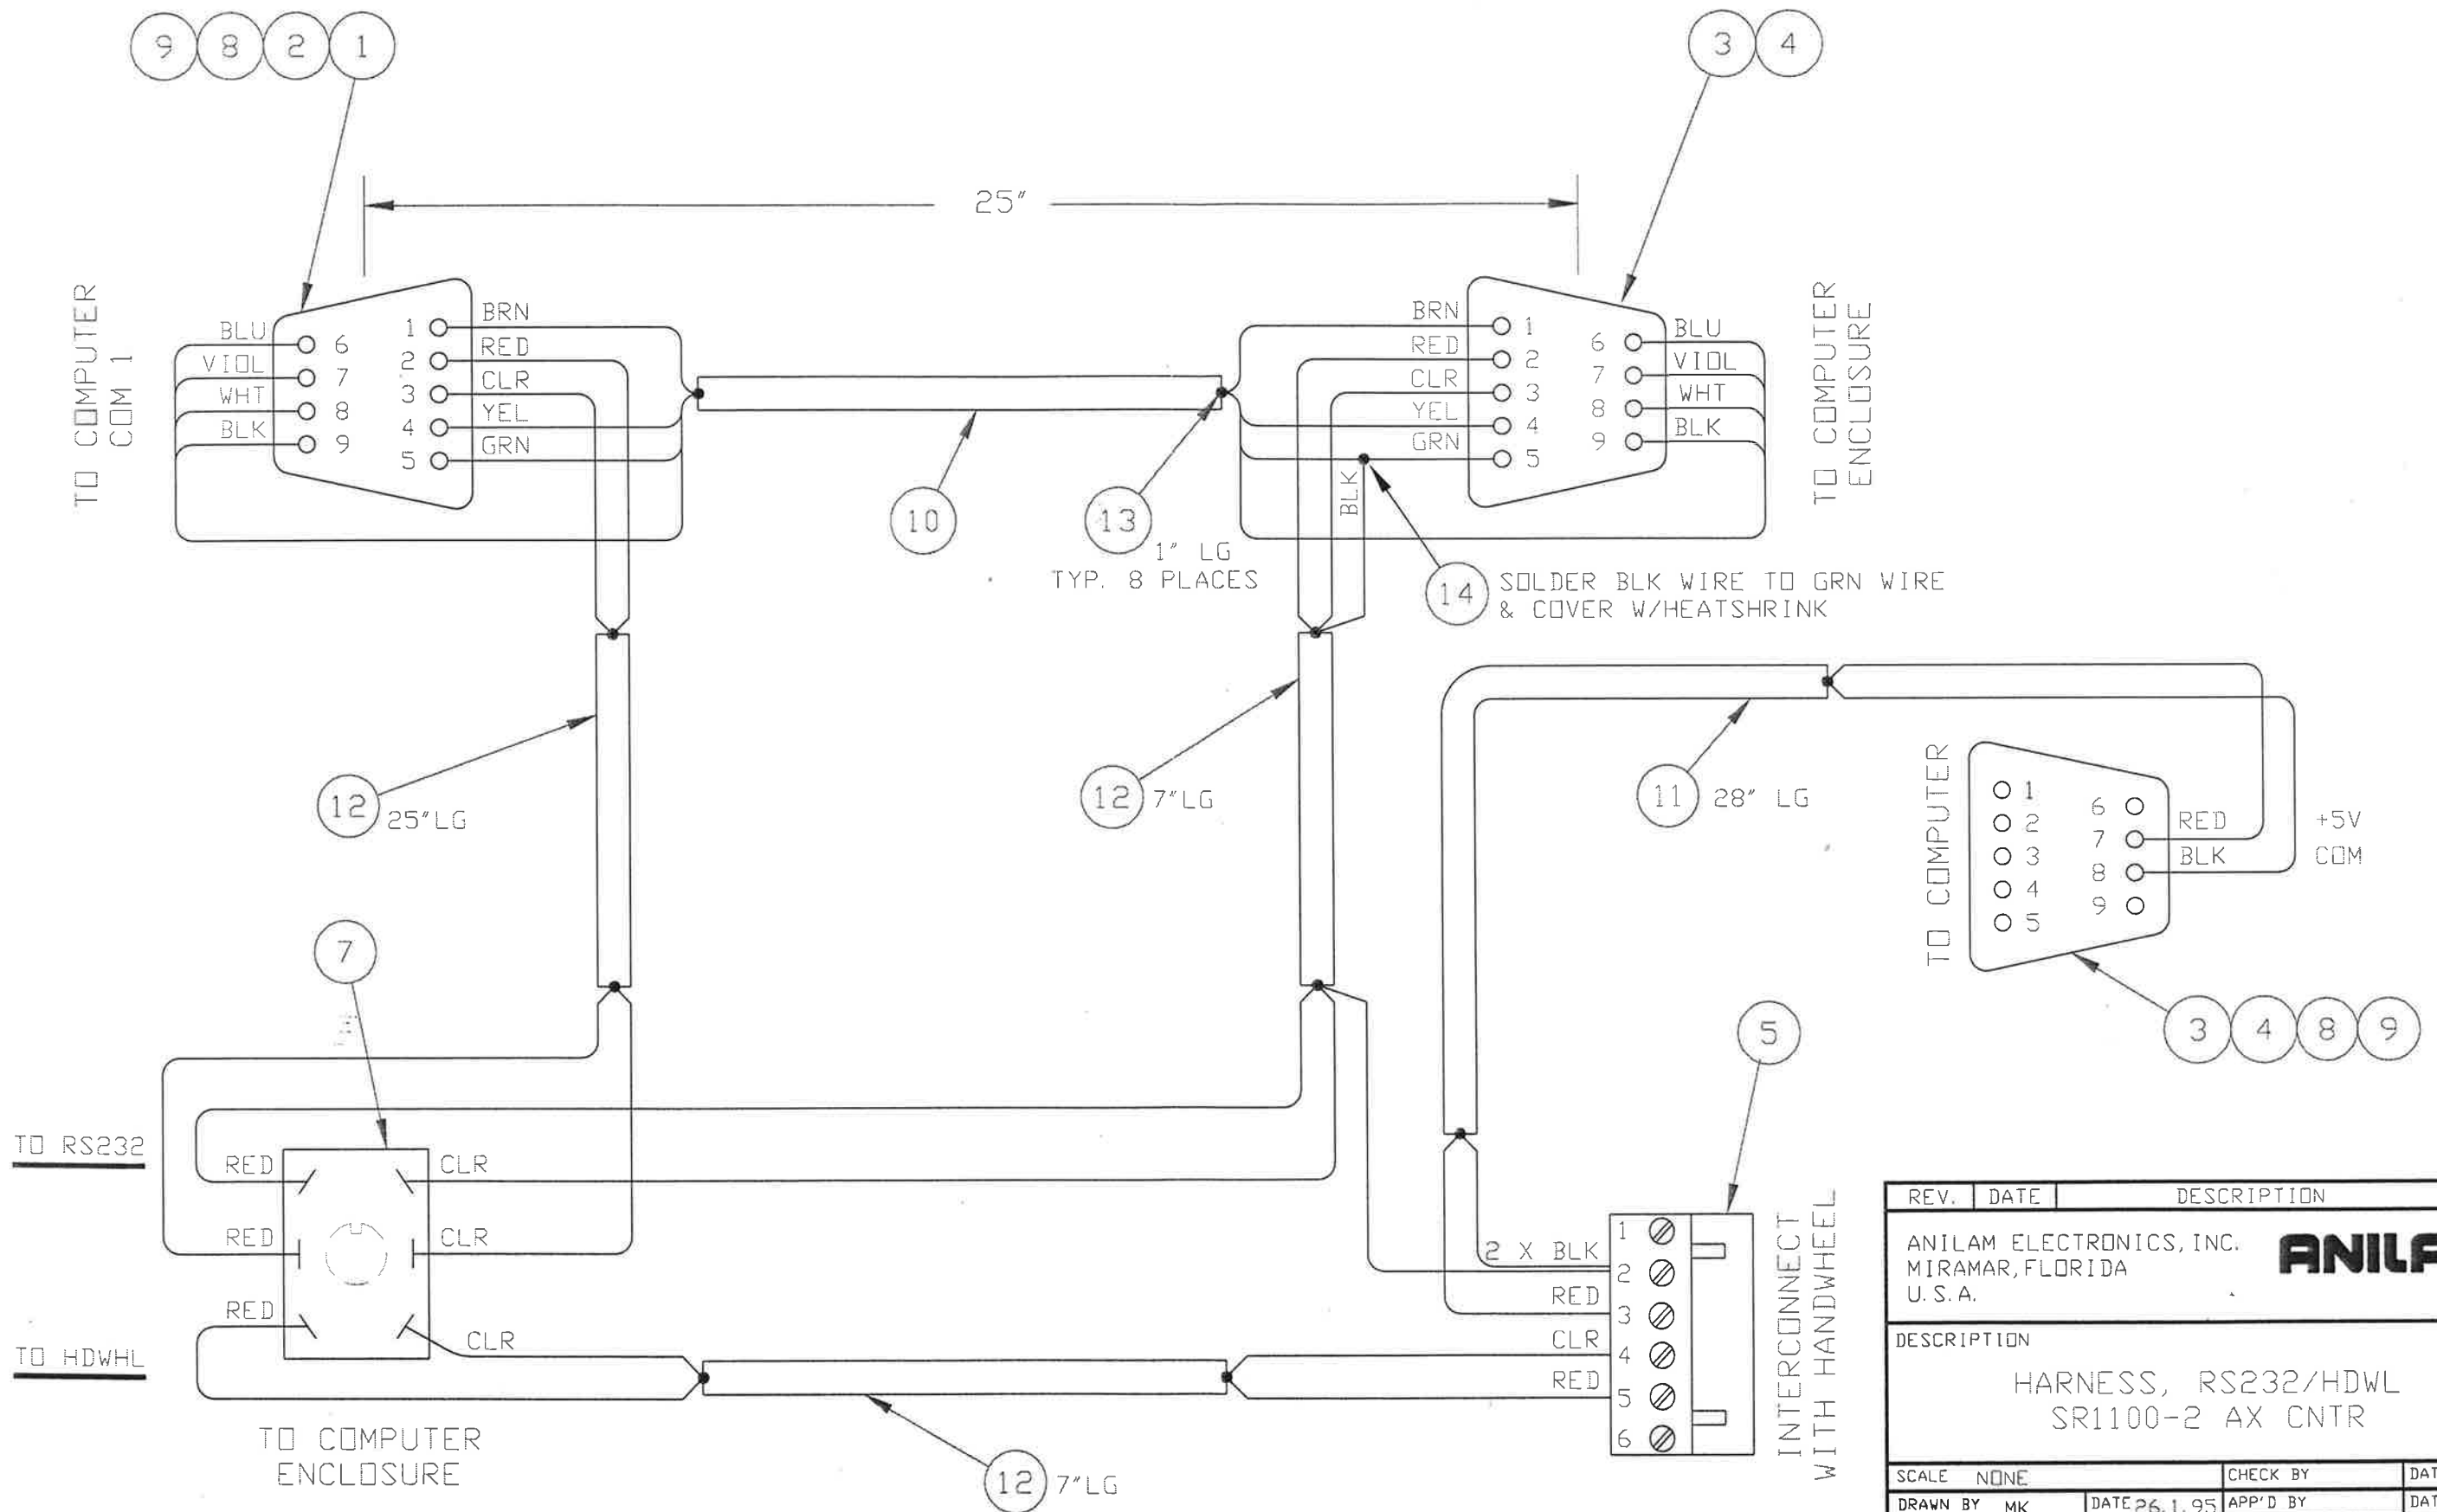 9 8 2 1
3 4
25"
TO COMPUTER
COM 1
BLU
VIOL
WHT
BLK
6
7
8
9
1
2
3
4
5
BRN
RED
CLR
YEL
GRN
10
13
1" LG
TYP. 8 PLACES
BRN
RED
CLR
YEL
GRN
BLK
1
2
3
4
5
6
7
8
9
BLU
VIOL
WHT
BLK
TO COMPUTER
ENCLOSURE
14
SOLDER BLK WIRE TO GRN WIRE
& COVER W/HEATSHRINK
12 25"LG
12 7"LG
11 28" LG
TO COMPUTER
1
2
3
4
5
6
7
8
9
RED
BLK
+5V
COM
3 4 8 9
7
5
TO RS232
RED CLR
RED CLR
RED
CLR
TO HDWHL
TO COMPUTER
ENCLOSURE
12 7"LG
2 X BLK
RED
CLR
RED
1
2
3
4
5
6
INTERCONNECT
WITH HANDWHEEL
REV. DATE DESCRIPTION
ANILAM ELECTRONICS, INC.
MIRAMAR, FLORIDA
U.S.A.
DESCRIPTION
HARNESS, RS232/HDWL
SR1100-2 AX CNTR
SCALE NONE CHECK BY
DRAWN BY MK DATE 26.1.95 APP'D BY